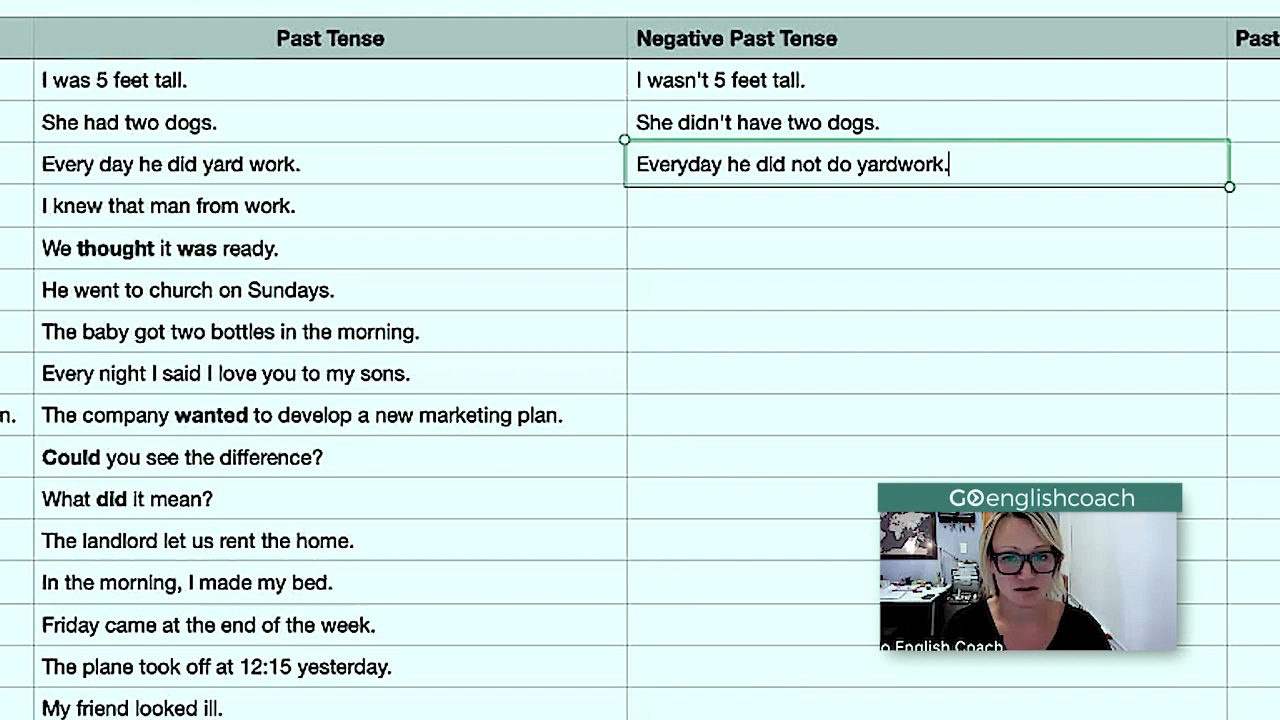 Past Tense Negative Past Tense Past
I was 5 feet tall. I wasn't 5 feet tall.
She had two dogs. She didn't have two dogs.
Every day he did yard work. Everyday he did not do yardwork.
I knew that man from work.
We thought it was ready.
He went to church on Sundays.
The baby got two bottles in the morning.
Every night I said I love you to my sons.
n. The company wanted to develop a new marketing plan.
Could you see the difference?
What did it mean?
GO englishcoach
The landlord let us rent the home.
In the morning, I made my bed.
Friday came at the end of the week.
o English Coach
The plane took off at 12:15 yesterday.
My friend looked ill.